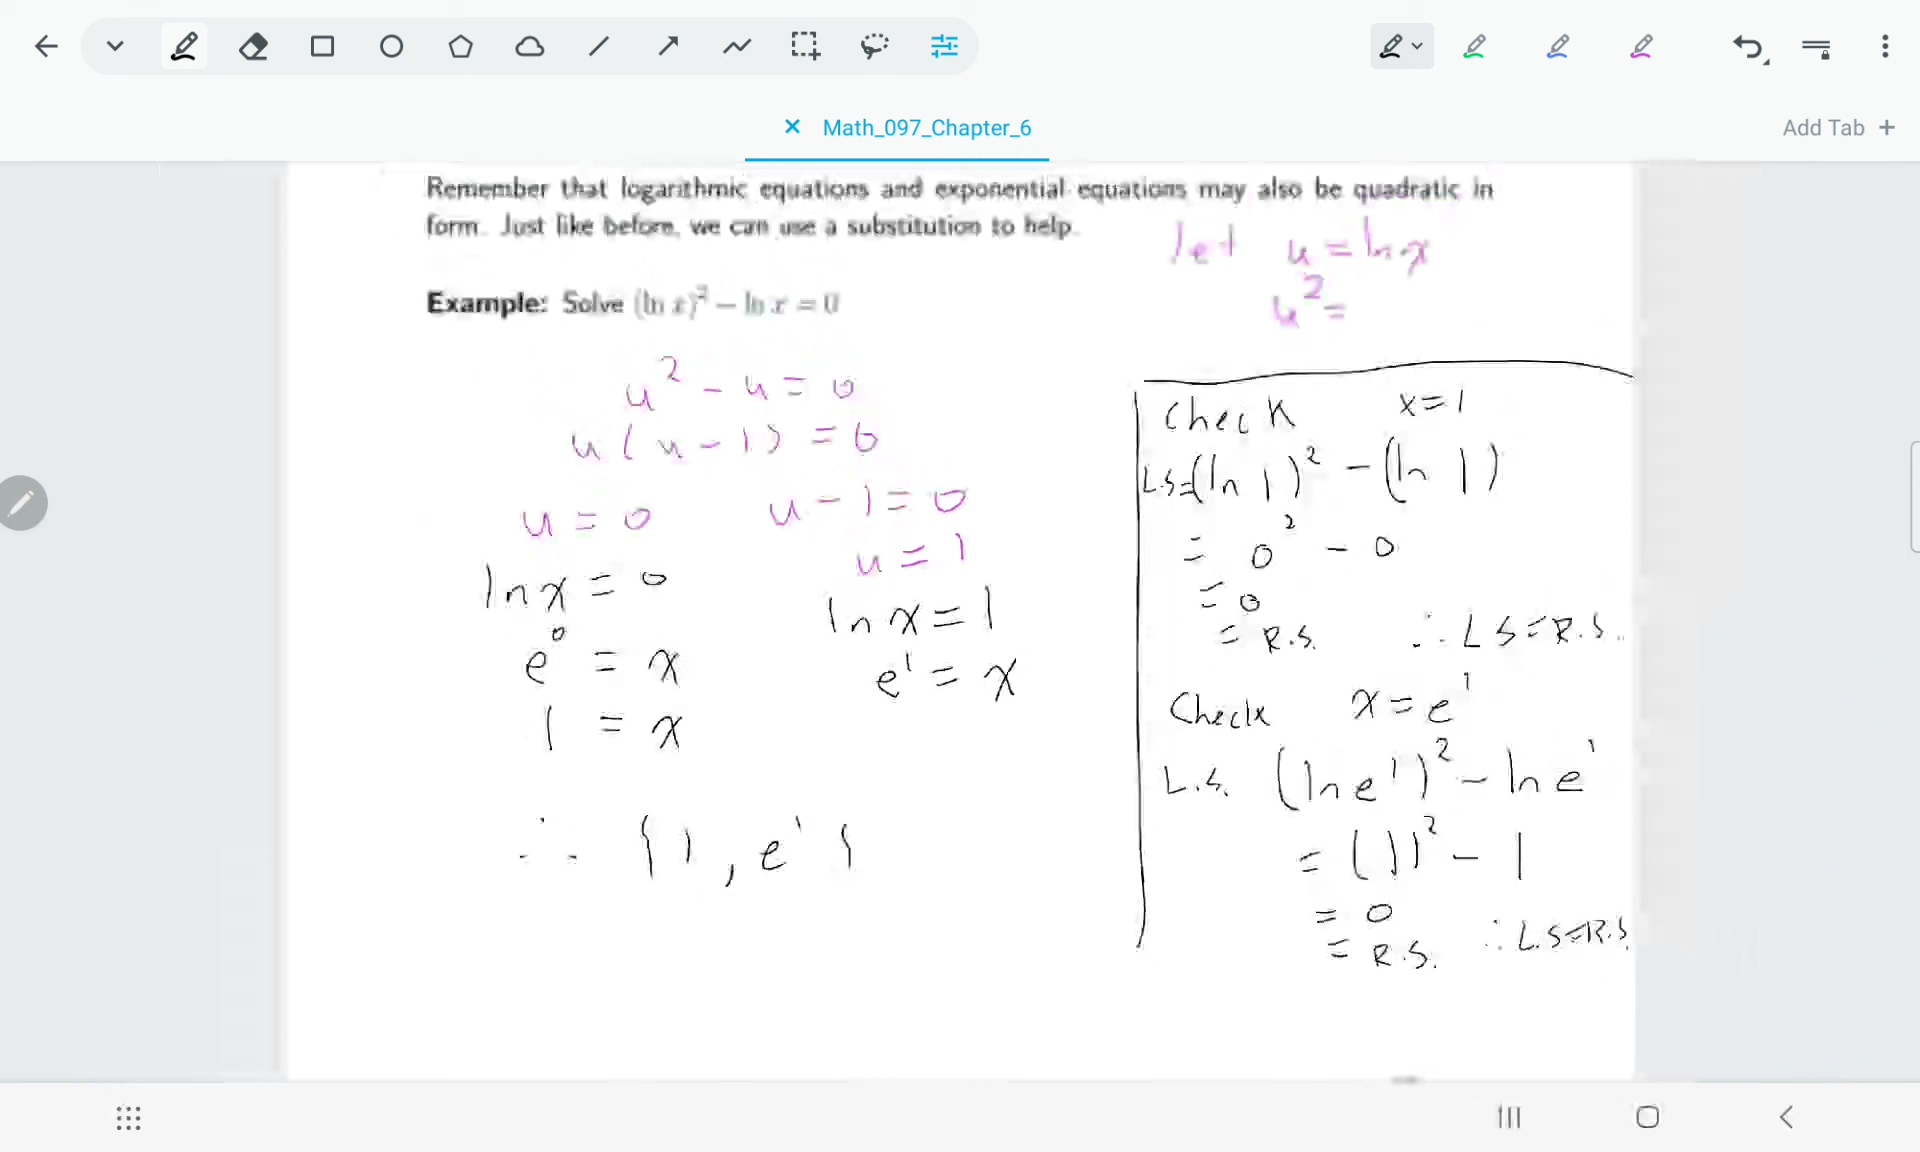 Math_097_Chapter_6
Add Tab +
Remember that logarithmic equations and exponential equations may also be quadratic in
form. Just like before, we can use a substitution to help.
let u = ln x
u² =
Example: Solve (ln x)² − ln x = 0
u² − u = 0
u(u − 1) = 0
u = 0
u − 1 = 0
u = 1
ln x = 0
ln x = 1
e⁰ = x
e¹ = x
1 = x
∴ {1, e¹}
Check x = 1
L.S = (ln 1)² − (ln 1)
= 0² − 0
= 0
= R.S. ∴ LS = R.S.
Check x = e¹
L.S. (ln e¹)² − ln e¹
= (1)² − 1
= 0
= R.S. ∴ L.S = R.S.